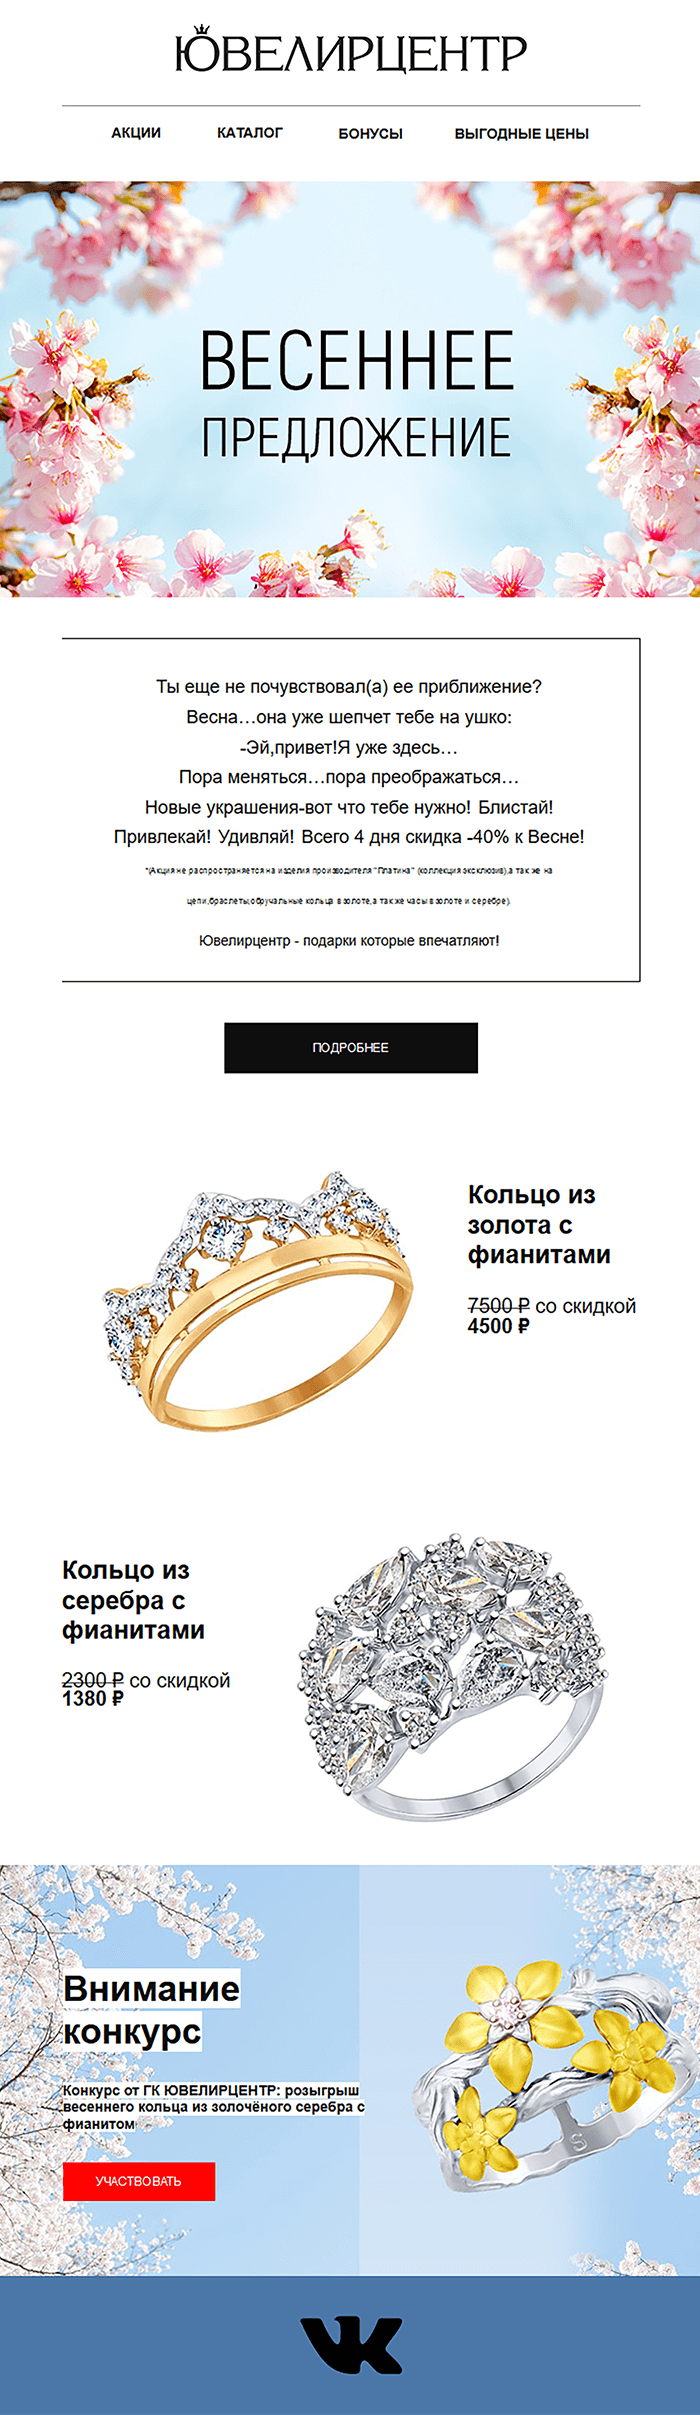 ЮВЕЛИРЦЕНТР
АКЦИИ КАТАЛОГ БОНУСЫ ВЫГОДНЫЕ ЦЕНЫ
ВЕСЕННЕЕ
ПРЕДЛОЖЕНИЕ
Ты еще не почувствовал(а) ее приближение?
Весна…она уже шепчет тебе на ушко:
-Эй,привет!Я уже здесь…
Пора меняться…пора преображаться…
Новые украшения-вот что тебе нужно! Блистай!
Привлекай! Удивляй! Всего 4 дня скидка -40% к Весне!
*(Акция не распространяется на изделия производителя "Платина" (коллекция эксклюзив),а так же на
цепи,браслеты,обручальные кольца в золоте,а так же часы в золоте и серебре).
Ювелирцентр - подарки которые впечатляют!
ПОДРОБНЕЕ
Кольцо из
золота с
фианитами
7500 ₽ со скидкой
4500 ₽
Кольцо из
серебра с
фианитами
2300 ₽ со скидкой
1380 ₽
Внимание
конкурс
Конкурс от ГК ЮВЕЛИРЦЕНТР: розыгрыш
весеннего кольца из золочёного серебра с
фианитом
S
УЧАСТВОВАТЬ
VK